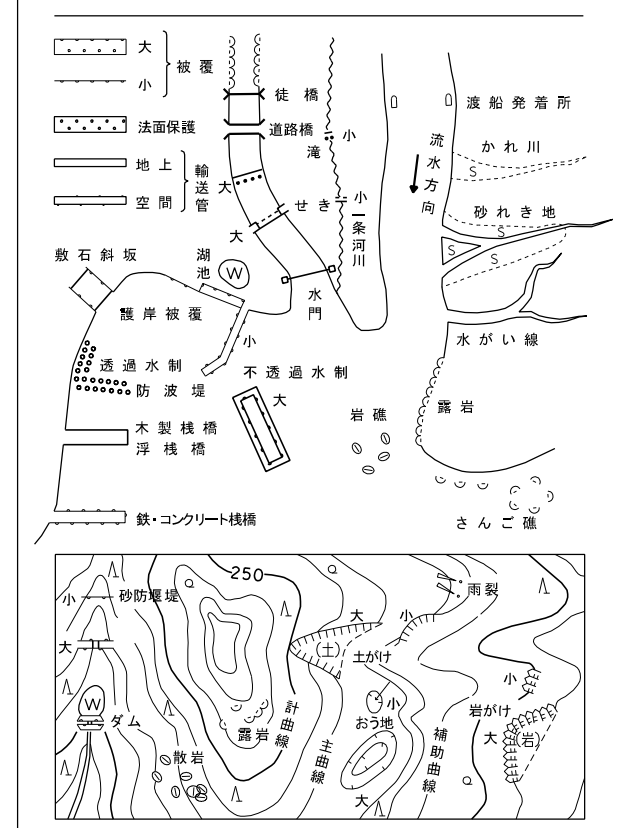 大
小
被覆
法面保護
地上
空間
輸送管
徒橋
道路橋
大
大
滝
小
せき
小
一条河川
渡船発着所
流水方向
かれ川
S
砂れき地
S
S
S
敷石斜坂
湖池
W
護岸被覆
小
水門
水がい線
透過水制
防波堤
不透過水制
大
木製桟橋
浮桟橋
岩礁
露岩
鉄・コンクリート桟橋
さんご礁
250
小
砂防堰堤
大
雨裂
大
小
(土)
土がけ
小
岩がけ
大
(岩)
W
ダム
露岩
計曲線
主曲線
小
おう地
大
補助曲線
散岩